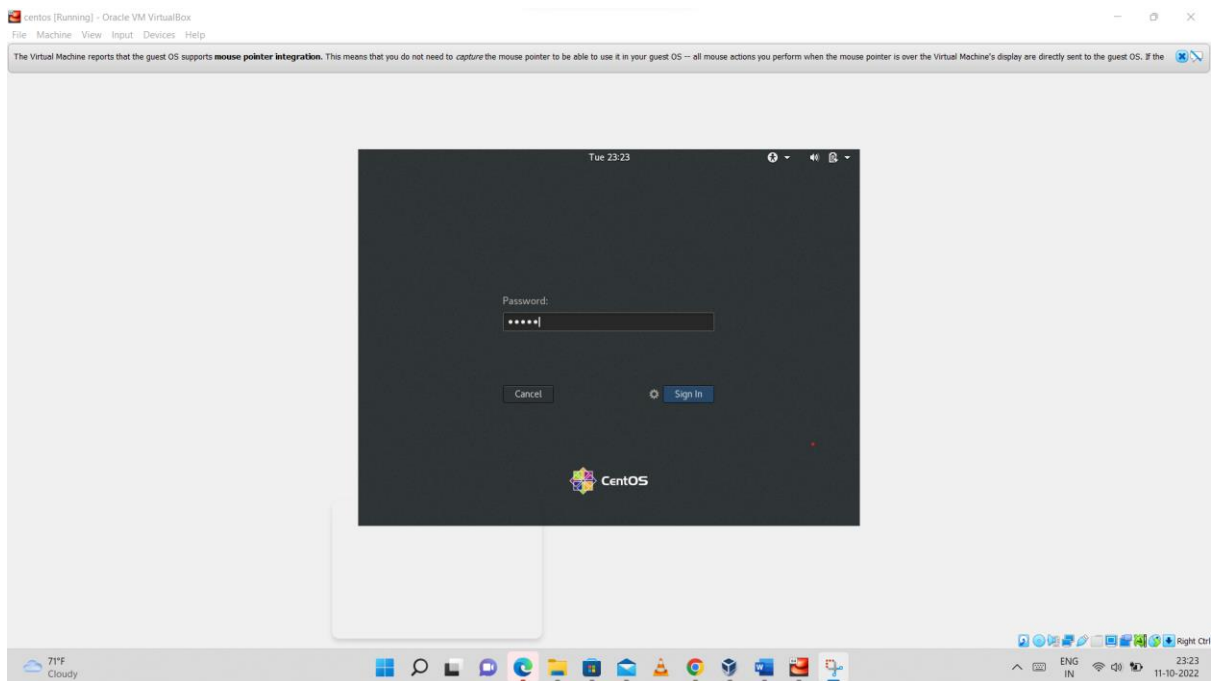 centos [Running] - Oracle VM VirtualBox
File Machine View Input Devices Help
The Virtual Machine reports that the guest OS supports mouse pointer integration. This means that you do not need to capture the mouse pointer to be able to use it in your guest OS -- all mouse actions you perform when the mouse pointer is over the Virtual Machine's display are directly sent to the guest OS. If the
Tue 23:23
Password:
Cancel
Sign In
CentOS
Right Ctrl
71°F
Cloudy
ENG
IN
23:23
11-10-2022